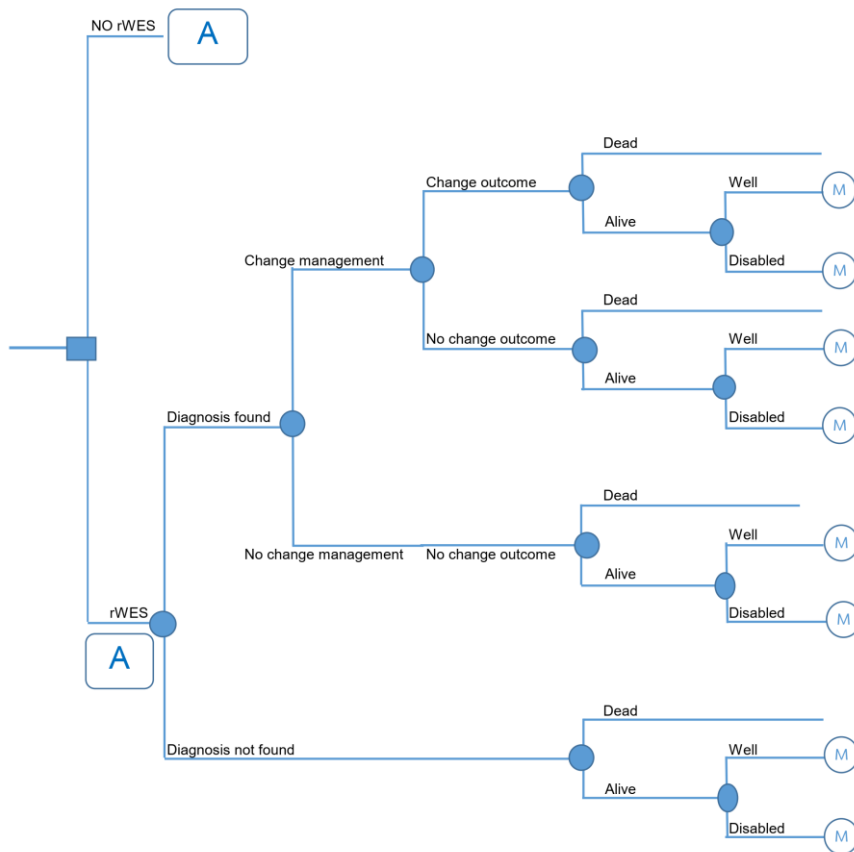 NO rWES
A
Dead
Change outcome
Well
M
Alive
Change management
Disabled
M
Dead
No change outcome
Well
M
Alive
Diagnosis found
Disabled
M
Dead
Well
M
No change management
No change outcome
Alive
rWES
Disabled
M
A
Dead
Diagnosis not found
Well
M
Alive
Disabled
M